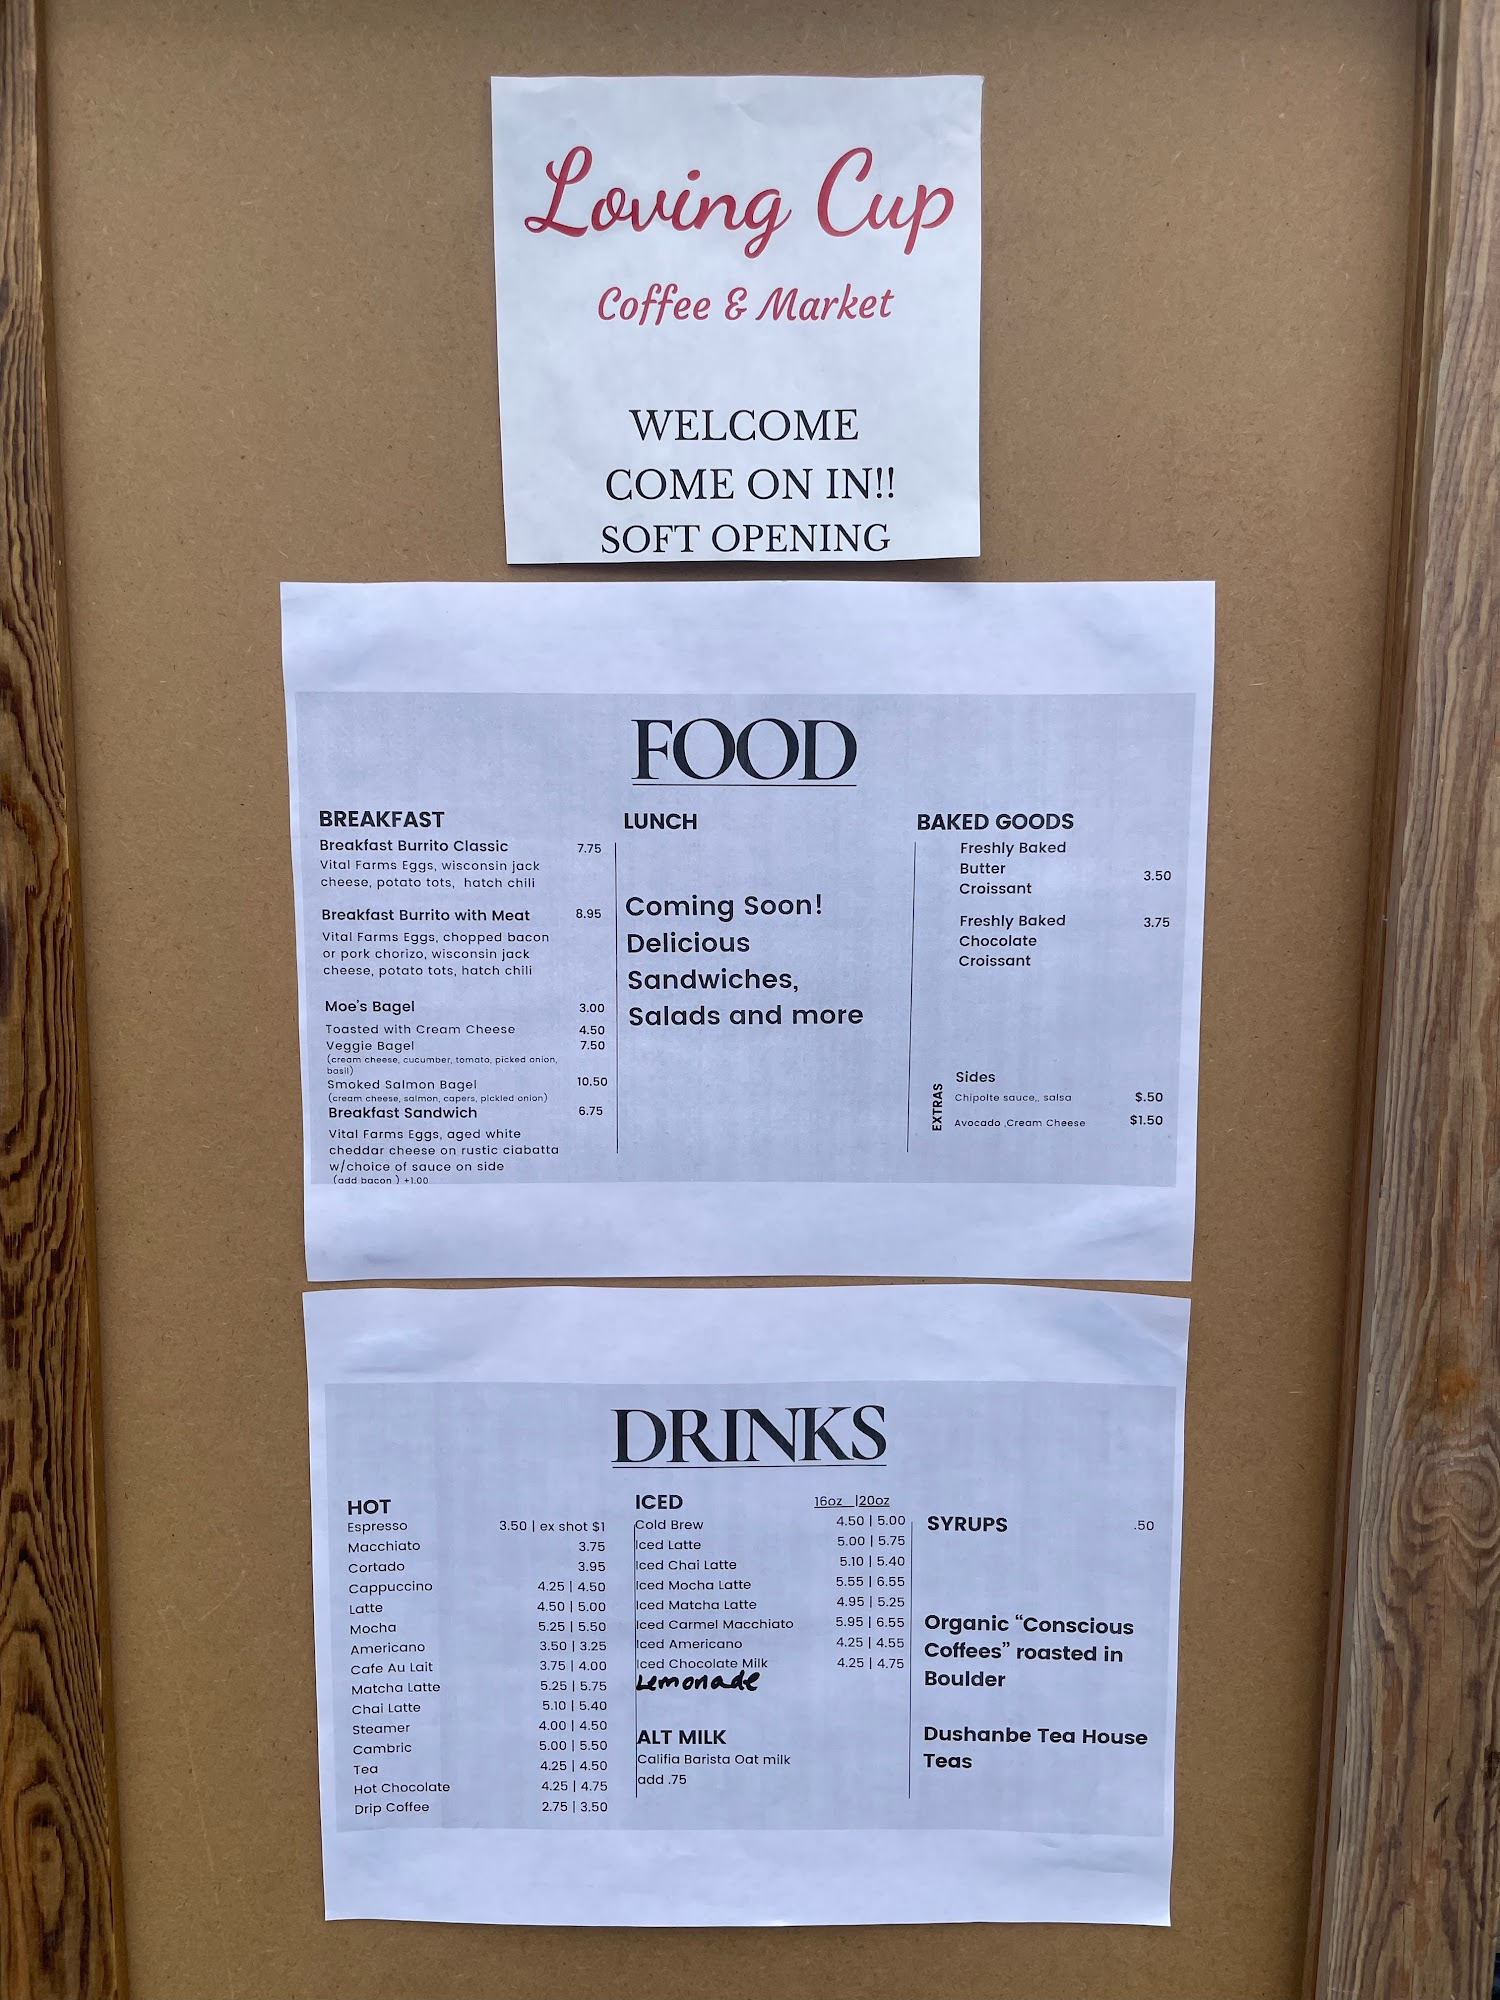 Loving Cup
Coffee & Market
WELCOME
COME ON IN!!
SOFT OPENING
FOOD
BREAKFAST
Breakfast Burrito Classic 7.75
Vital Farms Eggs, wisconsin jack
cheese, potato tots, hatch chili
Breakfast Burrito with Meat 8.95
Vital Farms Eggs, chopped bacon
or pork chorizo, wisconsin jack
cheese, potato tots, hatch chili
Moe's Bagel 3.00
Toasted with Cream Cheese 4.50
Veggie Bagel 7.50
(cream cheese, cucumber, tomato, picked onion,
basil)
Smoked Salmon Bagel 10.50
(cream cheese, salmon, capers, pickled onion)
Breakfast Sandwich 6.75
Vital Farms Eggs, aged white
cheddar cheese on rustic ciabatta
w/choice of sauce on side
(add bacon ) +1.00
LUNCH
Coming Soon!
Delicious
Sandwiches,
Salads and more
BAKED GOODS
Freshly Baked
Butter
Croissant 3.50
Freshly Baked 3.75
Chocolate
Croissant
EXTRAS
Sides
Chipolte sauce,, salsa $.50
Avocado ,Cream Cheese $1.50
DRINKS
HOT
Espresso 3.50 | ex shot $1
Macchiato 3.75
Cortado 3.95
Cappuccino 4.25 | 4.50
Latte 4.50 | 5.00
Mocha 5.25 | 5.50
Americano 3.50 | 3.25
Cafe Au Lait 3.75 | 4.00
Matcha Latte 5.25 | 5.75
Chai Latte 5.10 | 5.40
Steamer 4.00 | 4.50
Cambric 5.00 | 5.50
Tea 4.25 | 4.50
Hot Chocolate 4.25 | 4.75
Drip Coffee 2.75 | 3.50
ICED 16oz |20oz
Cold Brew 4.50 | 5.00
Iced Latte 5.00 | 5.75
Iced Chai Latte 5.10 | 5.40
Iced Mocha Latte 5.55 | 6.55
Iced Matcha Latte 4.95 | 5.25
Iced Carmel Macchiato 5.95 | 6.55
Iced Americano 4.25 | 4.55
Iced Chocolate Milk 4.25 | 4.75
Lemonade
ALT MILK
Califia Barista Oat milk
add .75
SYRUPS .50
Organic "Conscious
Coffees" roasted in
Boulder
Dushanbe Tea House
Teas